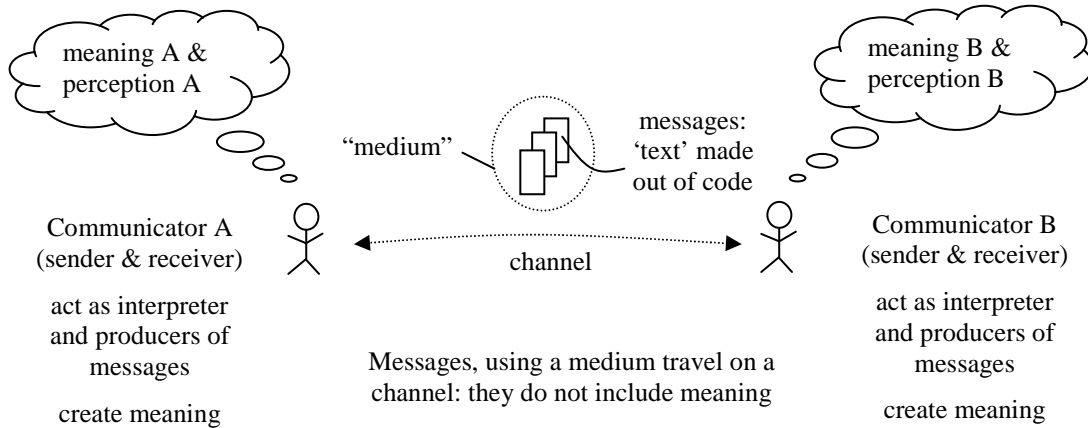 meaning A &
perception A
meaning B &
perception B
“medium”
messages:
‘text’ made
out of code
Communicator A
(sender & receiver)
act as interpreter
and producers of
messages
create meaning
channel
Messages, using a medium travel on a
channel: they do not include meaning
Communicator B
(sender & receiver)
act as interpreter
and producers of
messages
create meaning